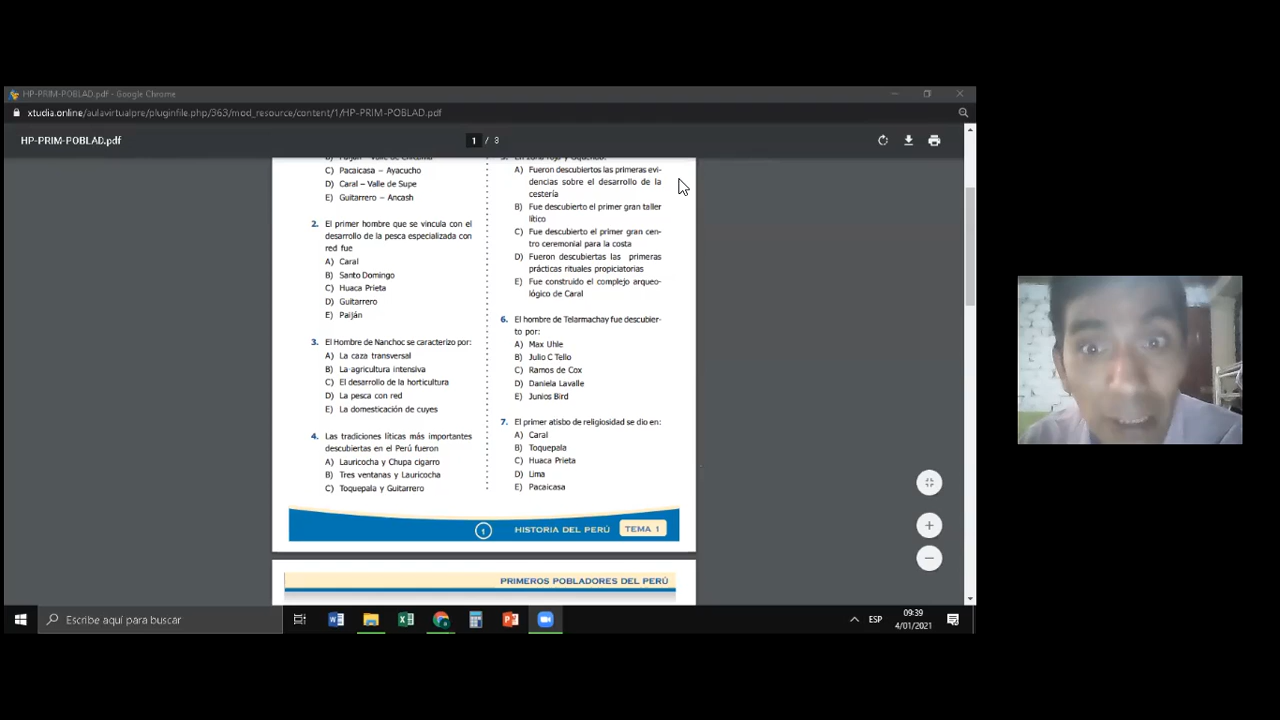 HP-PRIM-POBLAD.pdf - Google Chrome
xtudia.online/aulavirtualpre/pluginfile.php/363/mod_resource/content/1/HP-PRIM-POBLAD.pdf
HP-PRIM-POBLAD.pdf
1 / 3
C) Pacaicasa – Ayacucho
D) Caral – Valle de Supe
E) Guitarrero – Ancash
2. El primer hombre que se vincula con el
desarrollo de la pesca especializada con
red fue
A) Caral
B) Santo Domingo
C) Huaca Prieta
D) Guitarrero
E) Paiján
3. El Hombre de Nanchoc se caracterizo por:
A) La caza transversal
B) La agricultura intensiva
C) El desarrollo de la horticultura
D) La pesca con red
E) La domesticación de cuyes
4. Las tradiciones líticas más importantes
descubiertas en el Perú fueron
A) Lauricocha y Chupa cigarro
B) Tres ventanas y Lauricocha
C) Toquepala y Guitarrero
A) Fueron descubiertos las primeras evi-
dencias sobre el desarrollo de la
cestería
B) Fue descubierto el primer gran taller
lítico
C) Fue descubierto el primer gran cen-
tro ceremonial para la costa
D) Fueron descubiertas las primeras
prácticas rituales propiciatorias
E) Fue construido el complejo arqueo-
lógico de Caral
6. El hombre de Telarmachay fue descubier-
to por:
A) Max Uhle
B) Julio C Tello
C) Ramos de Cox
D) Daniela Lavalle
E) Junios Bird
7. El primer atisbo de religiosidad se dio en:
A) Caral
B) Toquepala
C) Huaca Prieta
D) Lima
E) Pacaicasa
1 HISTORIA DEL PERÚ TEMA 1
PRIMEROS POBLADORES DEL PERÚ
Escribe aquí para buscar
ESP
09:39
4/01/2021